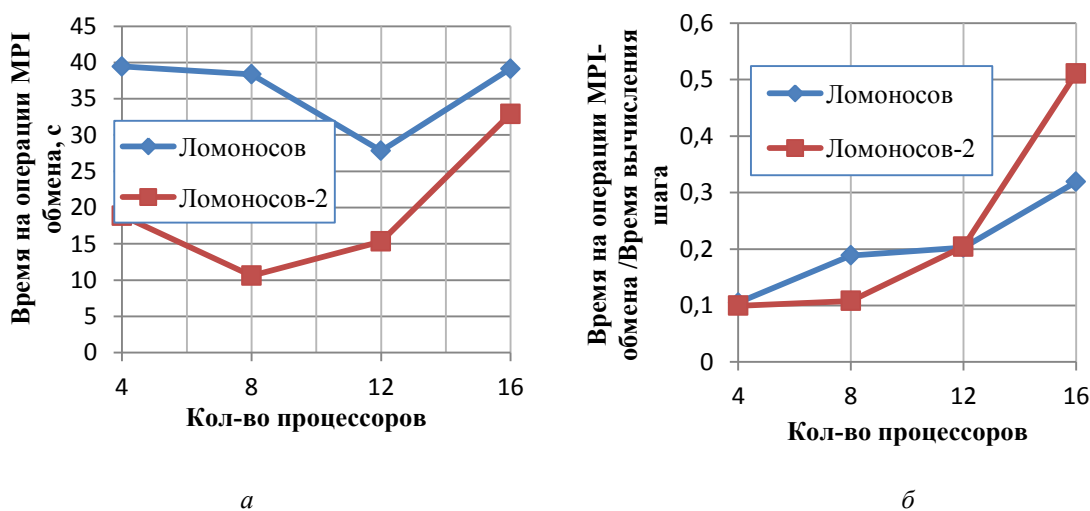 Время на операции MPI
обмена, с
45
40
35
30
25
20
15
10
5
0
Ломоносов
Ломоносов-2
4
8
12
16
Кол-во процессоров
а
Время на операции MPI-
обмена /Время вычисления
шага
0,6
0,5
0,4
0,3
0,2
0,1
0
Ломоносов
Ломоносов-2
4
8
12
16
Кол-во процессоров
б